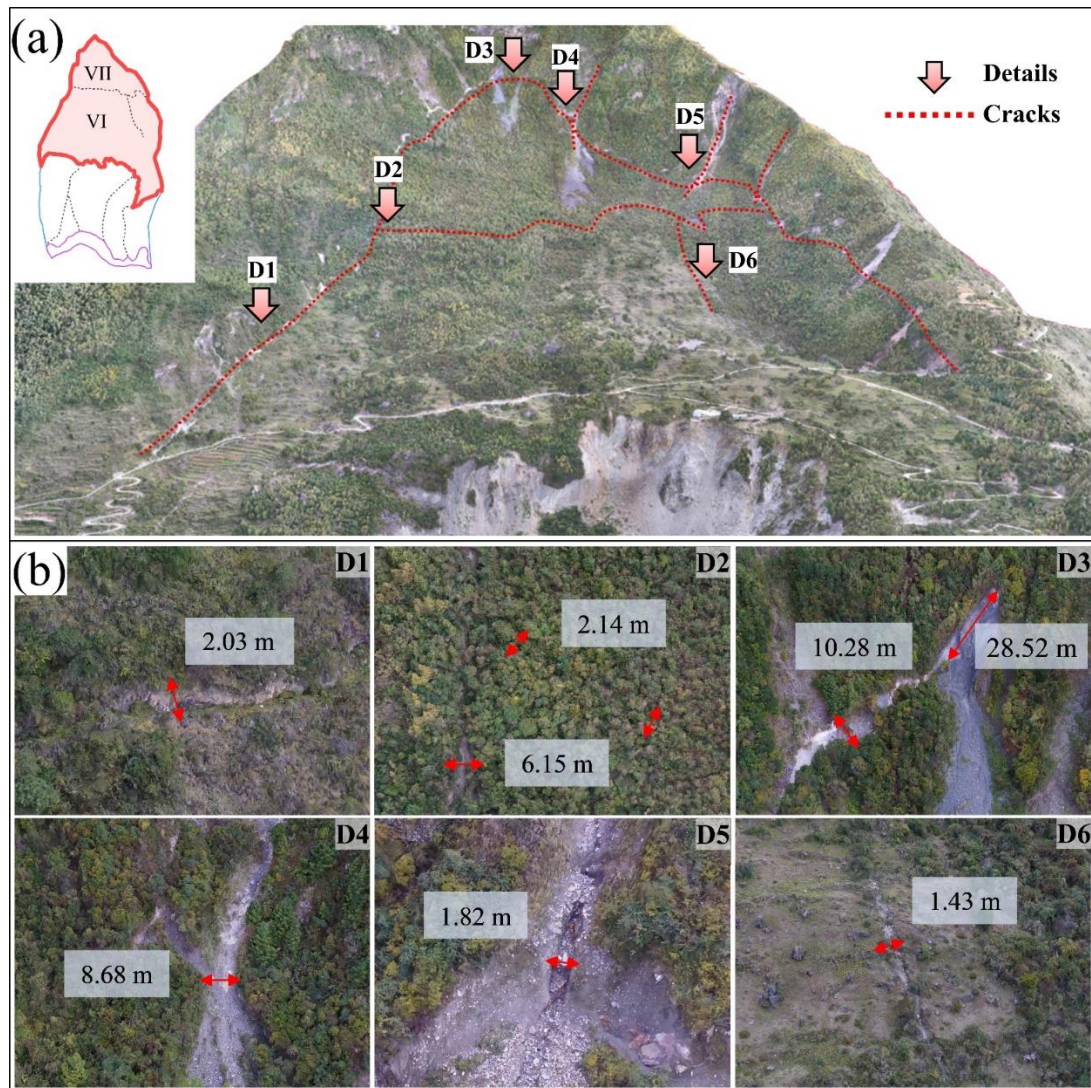 (a)
VII
VI
D3
D4
D5
D2
D1
D6
Details
Cracks
(b)
D1
2.03 m
D2
2.14 m
6.15 m
D3
10.28 m
28.52 m
D4
8.68 m
D5
1.82 m
D6
1.43 m